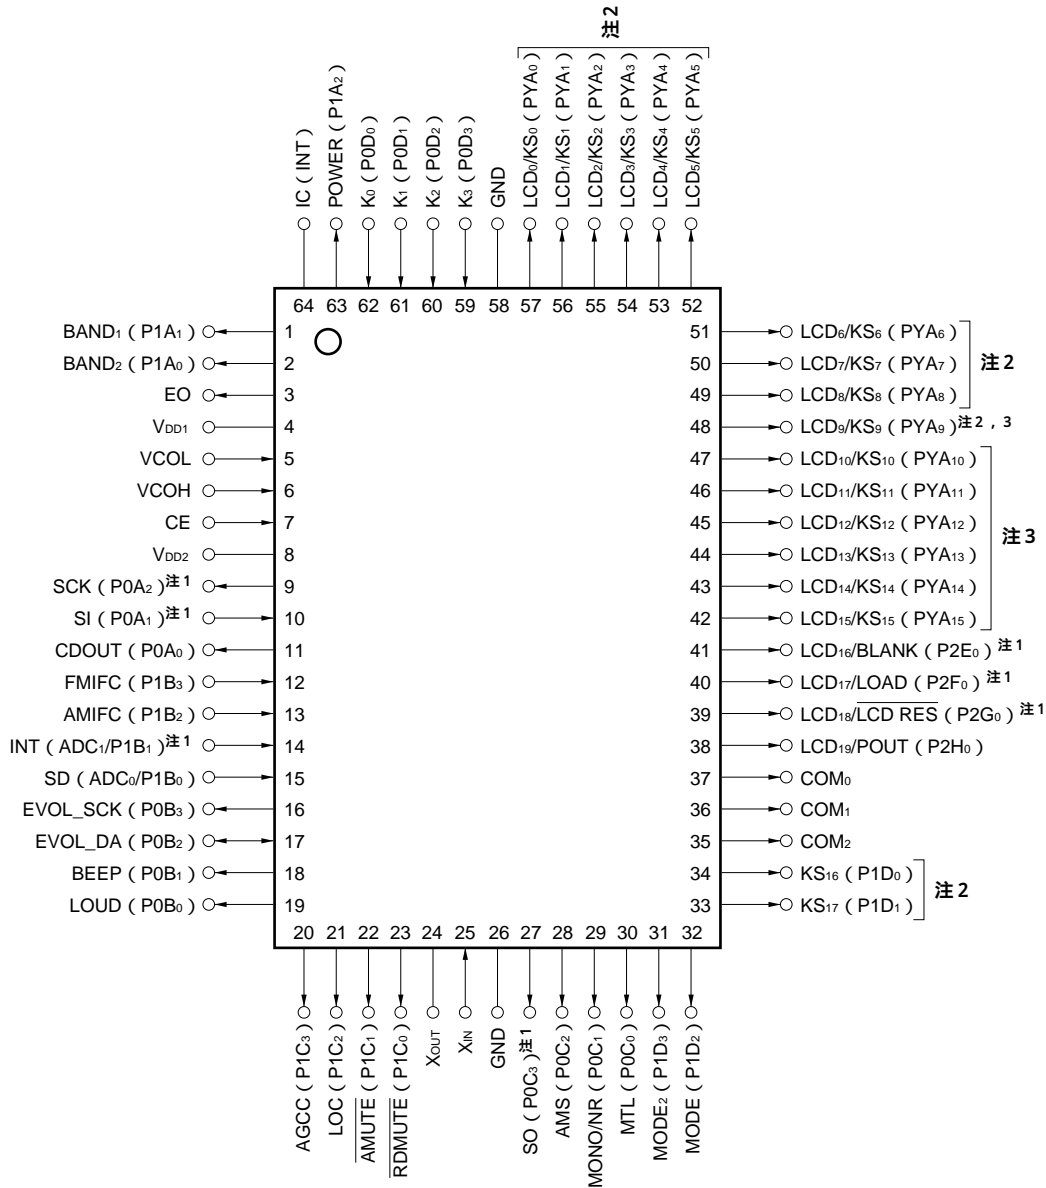 注2
IC（INT）
POWER（P1A2）
K0（P0D0）
K1（P0D1）
K2（P0D2）
K3（P0D3）
GND
LCD0/KS0（PYA0）
LCD1/KS1（PYA1）
LCD2/KS2（PYA2）
LCD3/KS3（PYA3）
LCD4/KS4（PYA4）
LCD5/KS5（PYA5）
64 63 62 61 60 59 58 57 56 55 54 53 52
BAND1（P1A1） 1
BAND2（P1A0） 2
EO 3
VDD1 4
VCOL 5
VCOH 6
CE 7
VDD2 8
SCK（P0A2）注1 9
SI（P0A1）注1 10
CDOUT（P0A0） 11
FMIFC（P1B3） 12
AMIFC（P1B2） 13
INT（ADC1/P1B1）注1 14
SD（ADC0/P1B0） 15
EVOL_SCK（P0B3） 16
EVOL_DA（P0B2） 17
BEEP（P0B1） 18
LOUD（P0B0） 19
51 LCD6/KS6（PYA6）
50 LCD7/KS7（PYA7） 注2
49 LCD8/KS8（PYA8）
48 LCD9/KS9（PYA9）注2，3
47 LCD10/KS10（PYA10）
46 LCD11/KS11（PYA11）
45 LCD12/KS12（PYA12） 注3
44 LCD13/KS13（PYA13）
43 LCD14/KS14（PYA14）
42 LCD15/KS15（PYA15）
41 LCD16/BLANK（P2E0）注1
40 LCD17/LOAD（P2F0）注1
39 LCD18/LCD RES（P2G0）注1
38 LCD19/POUT（P2H0）
37 COM0
36 COM1
35 COM2
34 KS16（P1D0） 注2
33 KS17（P1D1）
20 21 22 23 24 25 26 27 28 29 30 31 32
AGCC（P1C3）
LOC（P1C2）
AMUTE（P1C1）
RDMUTE（P1C0）
XOUT
XIN
GND
SO（P0C3）注1
AMS（P0C2）
MONO/NR（P0C1）
MTL（P0C0）
MODE2（P1D3）
MODE（P1D2）